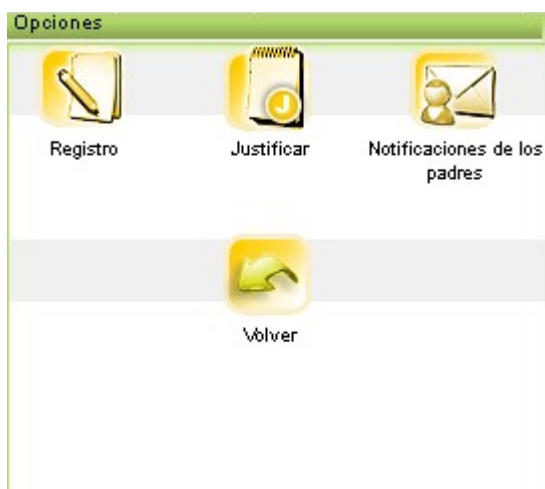 Opciones
J
Registro
Justificar
Notificaciones de los
padres
Volver